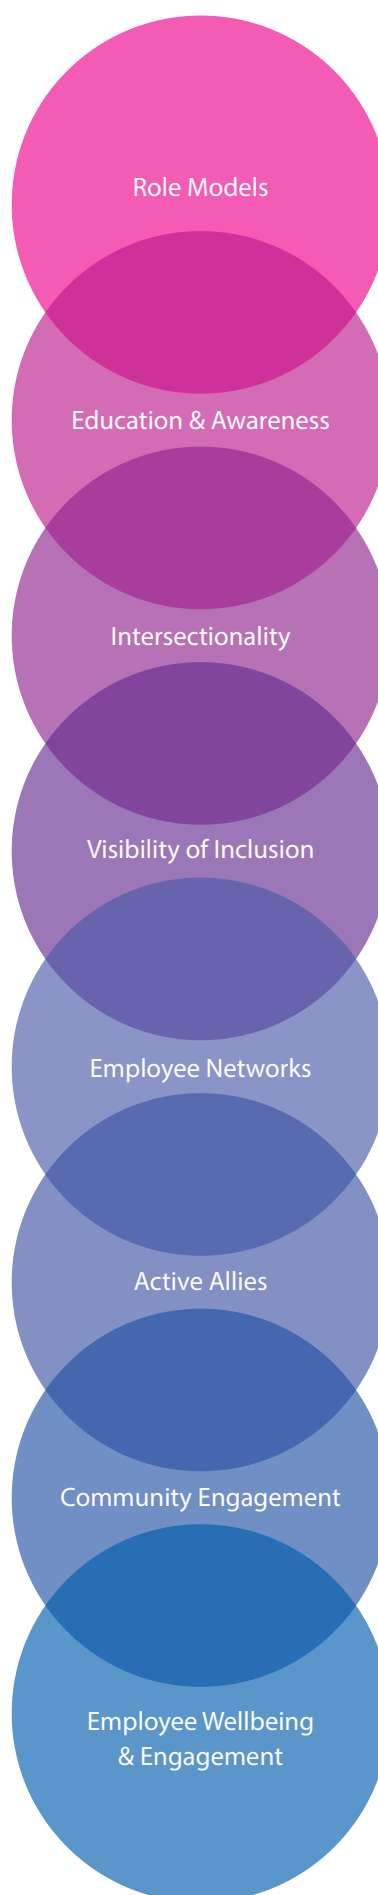 Role Models
Education & Awareness
Intersectionality
Visibility of Inclusion
Employee Networks
Active Allies
Community Engagement
Employee Wellbeing
& Engagement